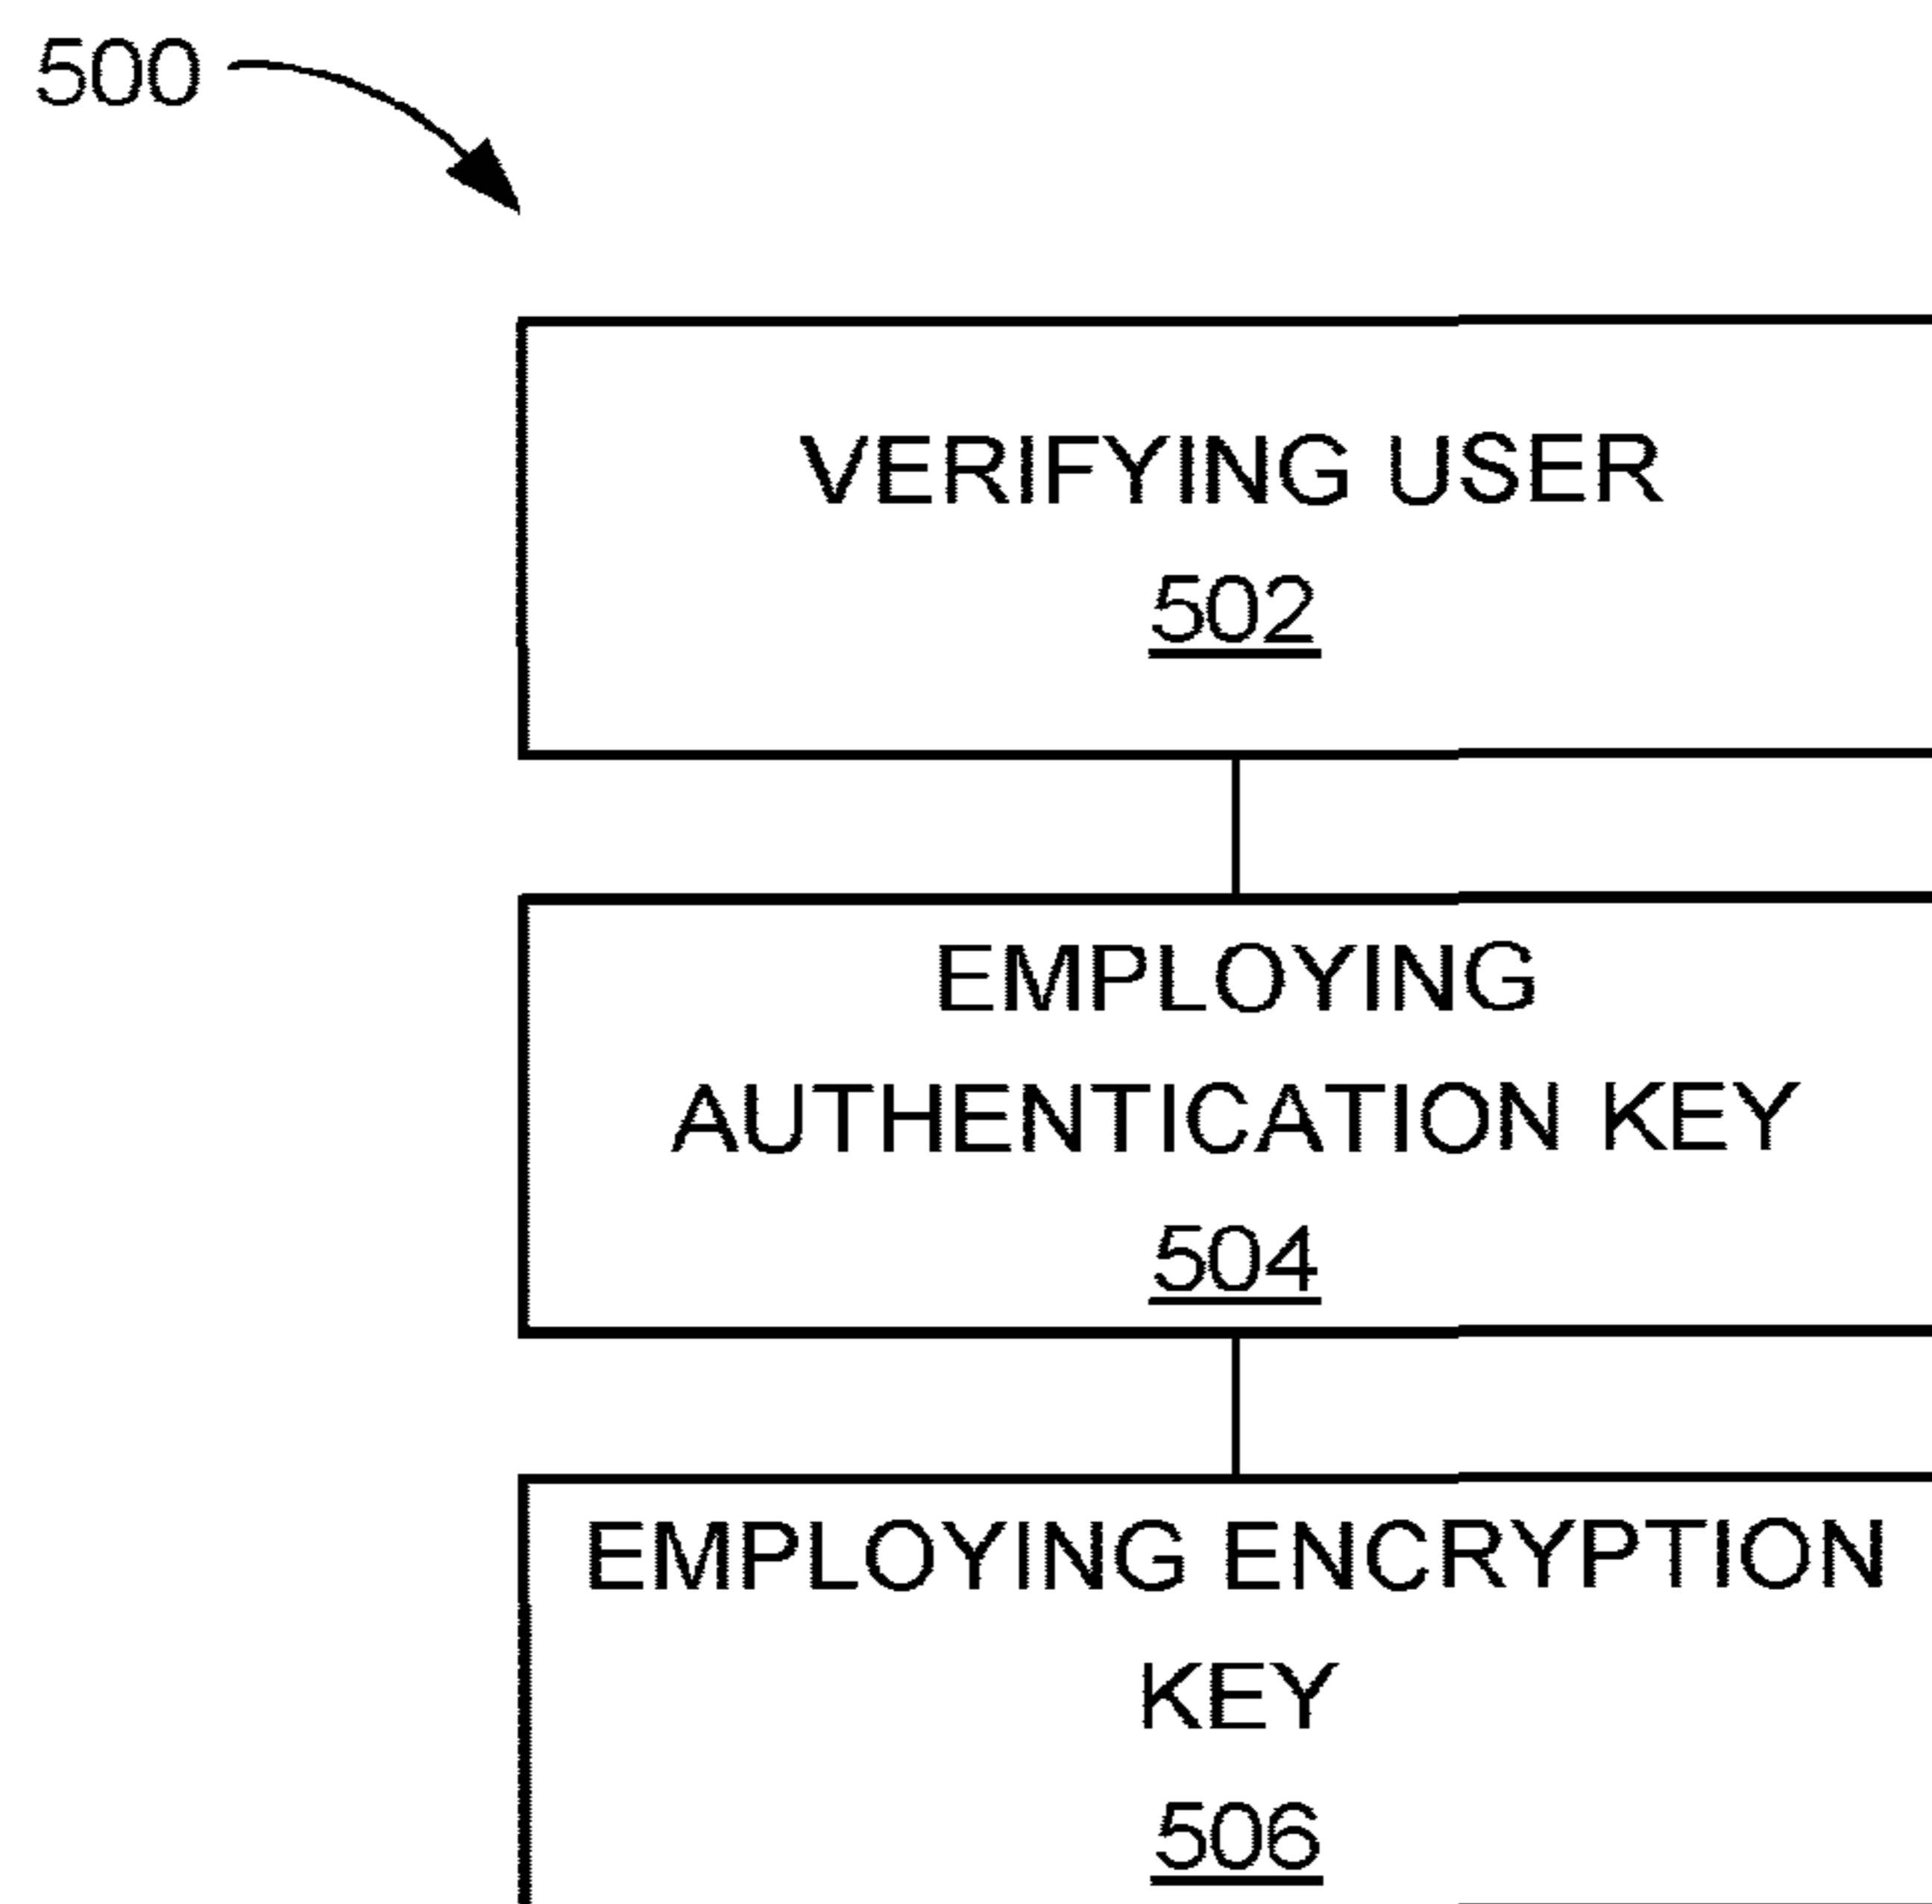 500
VERIFYING USER
502
EMPLOYING
AUTHENTICATION KEY
504
EMPLOYING ENCRYPTION
KEY
506